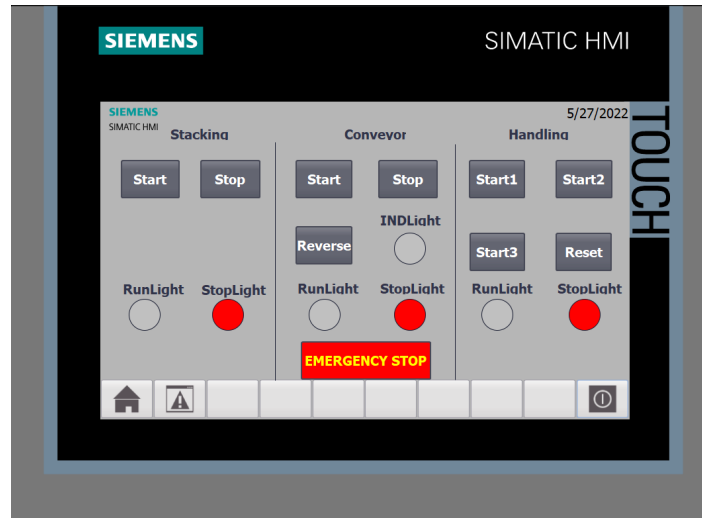 SIEMENS
SIMATIC HMI
TOUCH
SIEMENS
SIMATIC HMI
5/27/2022
Stacking
Conveyor
Handling
Start
Stop
Start
Stop
Start1
Start2
INDLight
Reverse
Start3
Reset
RunLight
StopLight
RunLight
StopLight
RunLight
StopLight
EMERGENCY STOP